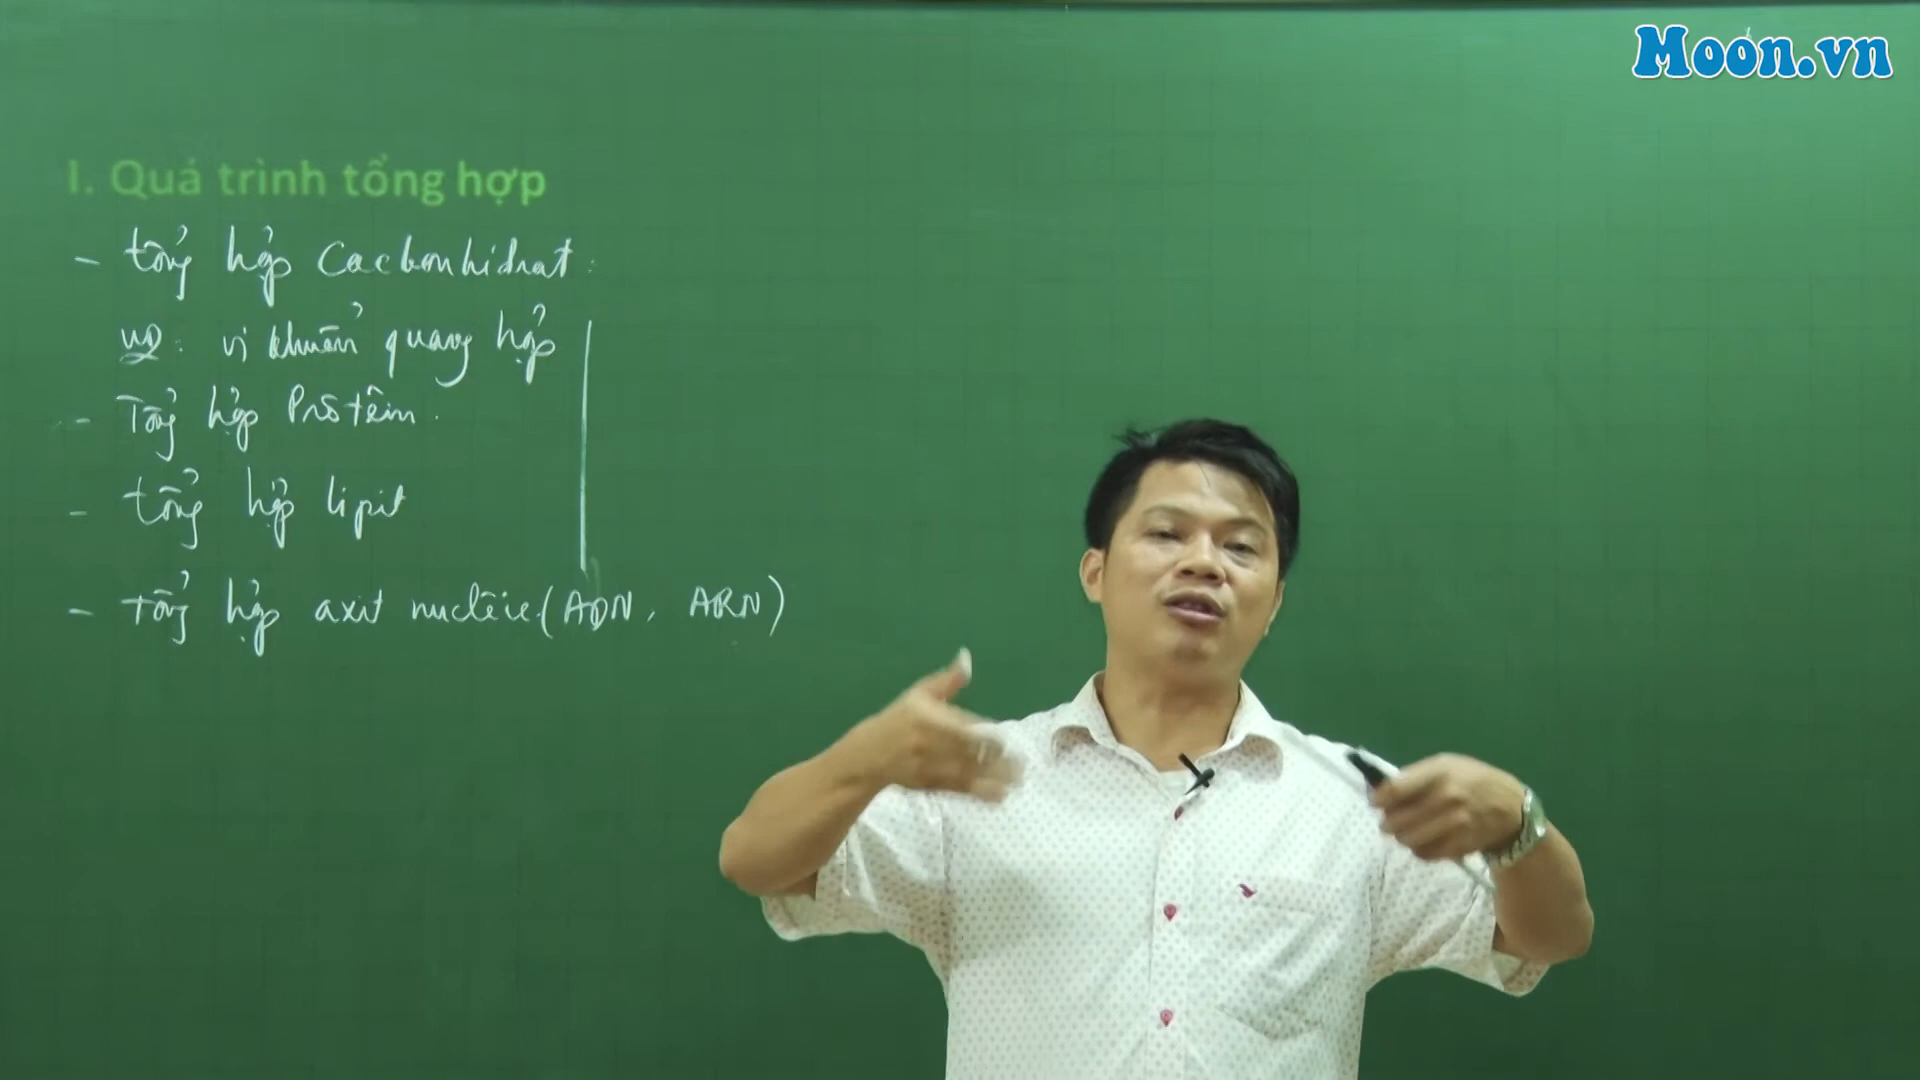 Moon.vn
I. Quá trình tổng hợp
- tổng hợp Cacbonhidrat:
VD: vi khuẩn quang hợp
- Tổng hợp Prôtêin.
- tổng hợp lipit
- tổng hợp axit nuclêic (ADN, ARN)